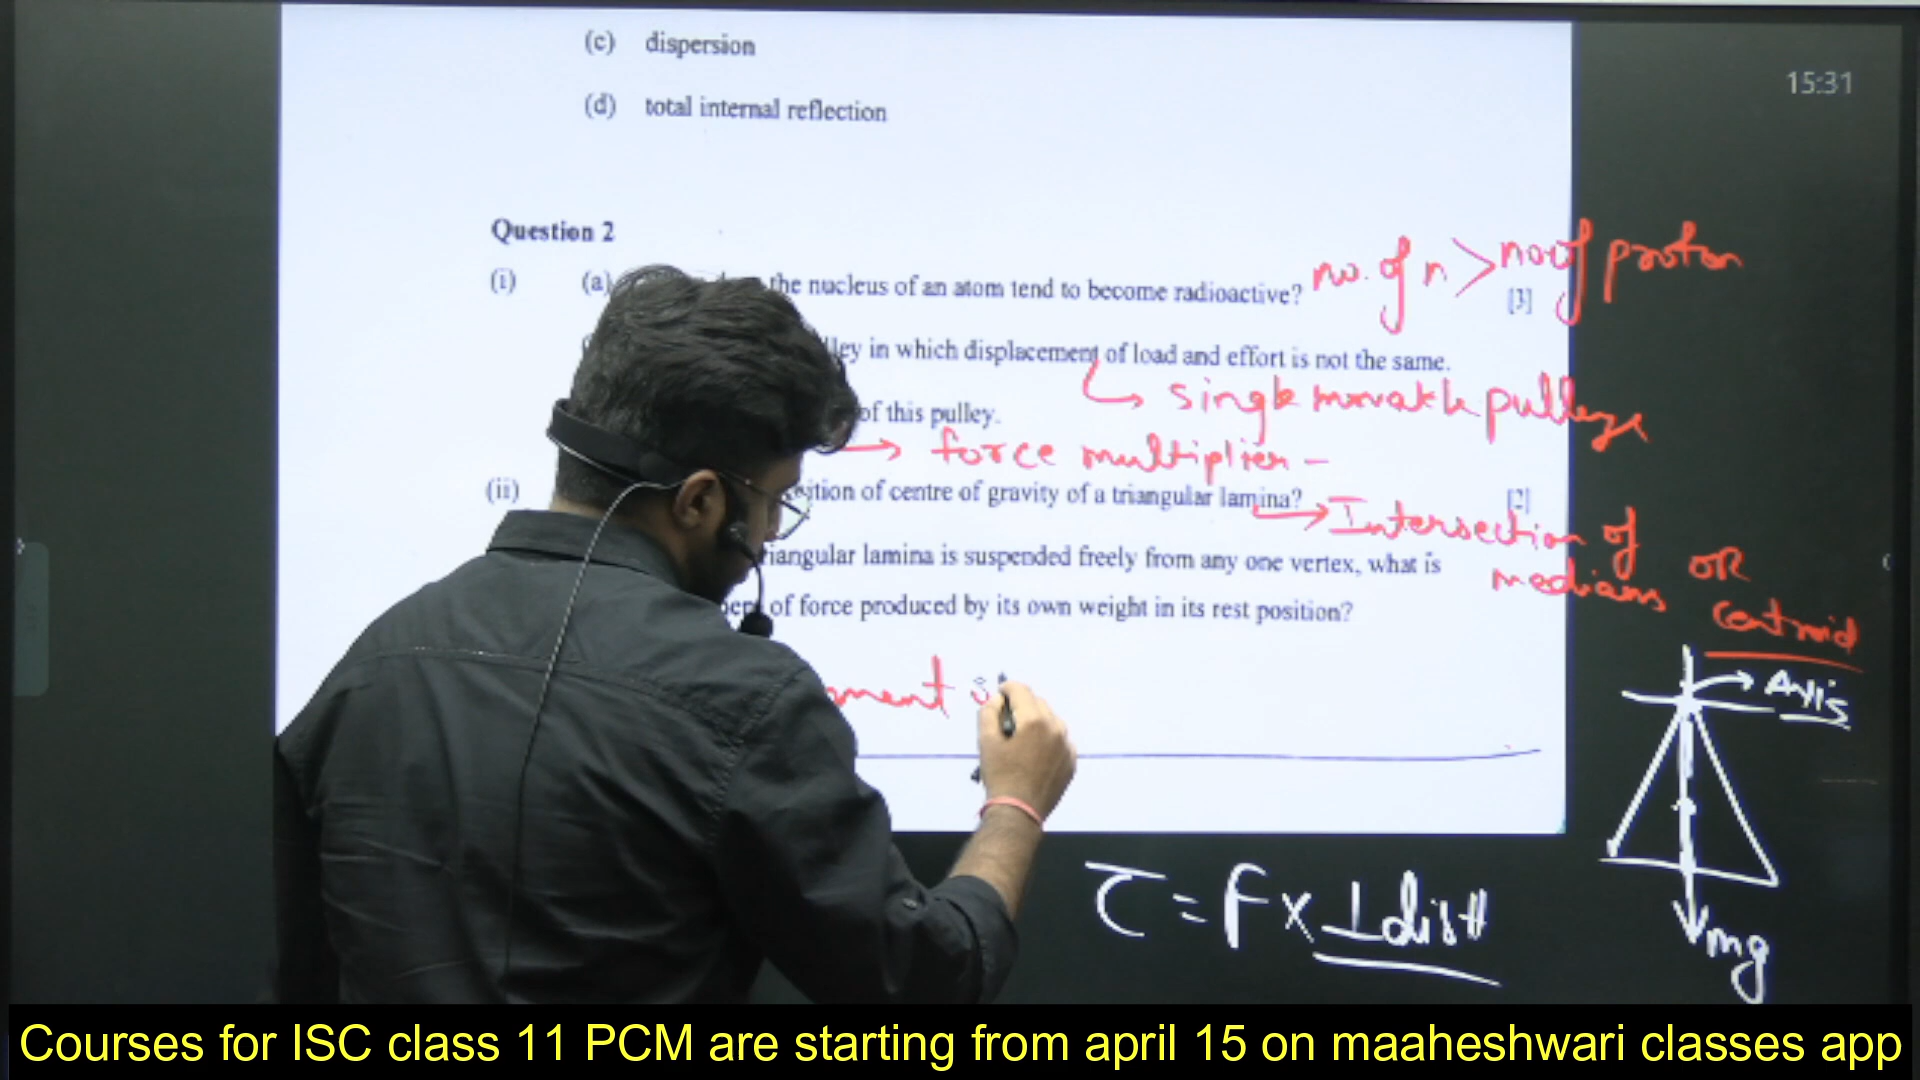 (c) dispersion
15:31
(d) total internal reflection
Question 2
(i) (a) the nucleus of an atom tend to become radioactive? no. of n > no of proton
[3]
lley in which displacement of load and effort is not the same.
single movable pulley
of this pulley.
force multiplier -
(ii) ition of centre of gravity of a triangular lamina? [2]
Intersection of medians OR centroid
riangular lamina is suspended freely from any one vertex, what is
of force produced by its own weight in its rest position?
Axis
ment is
τ = F x ⊥ dist
mg
Courses for ISC class 11 PCM are starting from april 15 on maaheshwari classes app